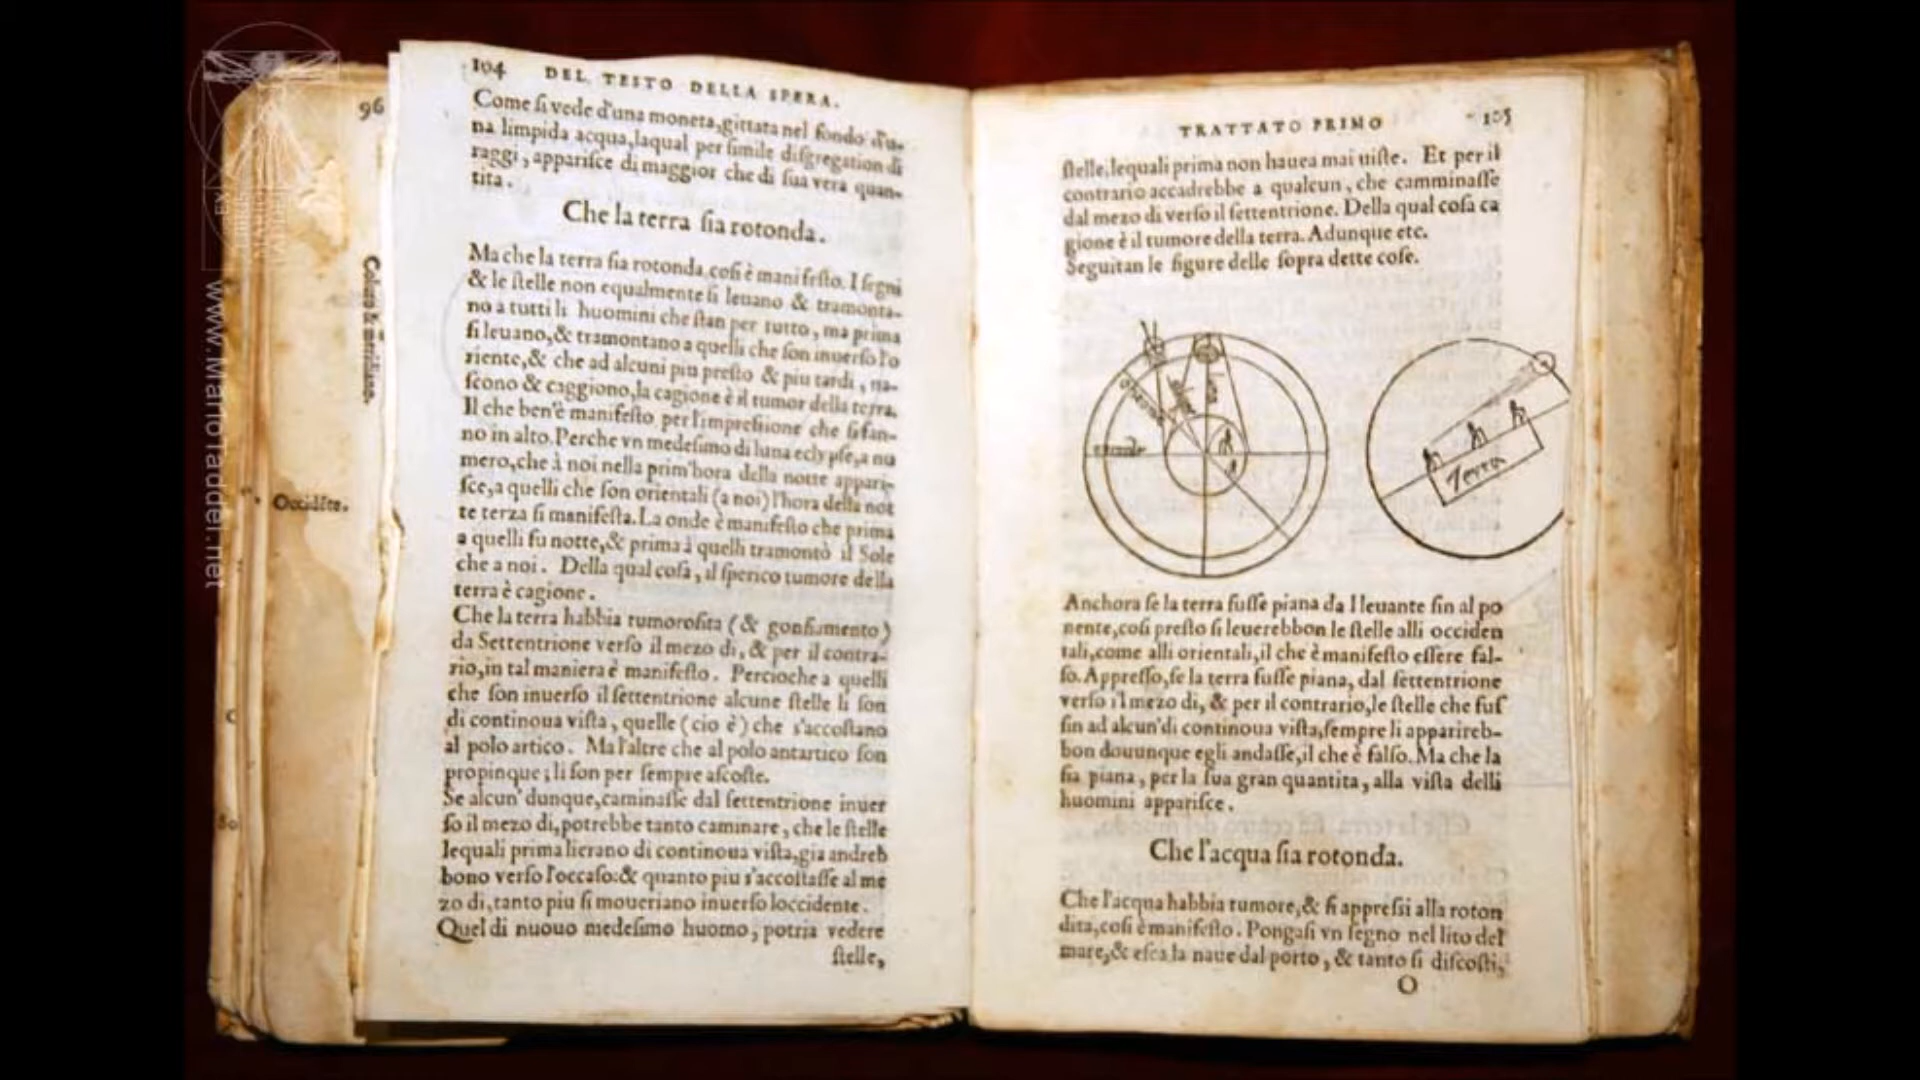 104 DEL TESTO DELLA SPERA.
Come ſi vede d'una moneta, gittata nel fondo d'u-
na limpida acqua, laqual per ſimile diſgregation di
raggi, appariſce di maggior che di ſua vera quan-
tita.
Che la terra ſia rotonda.
Ma che la terra ſia rotonda, coſi è manifeſto. I ſegni
& le ſtelle non equalmente ſi leuano & tramonta-
no a tutti li huomini che ſtan per tutto, ma prima
ſi leuano, & tramontano a quelli che ſon inuerſo l'o
riente, & che ad alcuni piu preſto & piu tardi, na-
ſcono & caggiono, la cagione è il tumor della terra.
Il che ben'è manifeſto per l'impreſſione che ſi fan-
no in alto. Perche vn medeſimo di luna eclypſe, a nu
mero, che à noi nella prim'hora della notte appari-
ſce, a quelli che ſon orientali (a noi) l'hora della not
te terza ſi manifeſta. La onde è manifeſto che prima
a quelli fu notte, & prima à quelli tramontò il Sole
che a noi. Della qual coſa, il ſperico tumore della
terra è cagione.
Che la terra habbia tumoroſita (& gonfiamento)
da Settentrione verſo il mezo di, & per il contra-
rio, in tal maniera è manifeſto. Percioche a quelli
che ſon inuerſo il ſettentrione alcune ſtelle li ſon
di continoua viſta, quelle (cio è) che s'accoſtano
al polo artico. Ma l'altre che al polo antartico ſon
propinque; li ſon per ſempre aſcoſte.
Se alcun' dunque, caminaſſe dal ſettentrione inuer
ſo il mezo di, potrebbe tanto caminare, che le ſtelle
lequali prima li erano di continoua viſta, gia andreb
bono verſo l'occaſo: & quanto piu s'accoſtaſſe al me
zo di, tanto piu ſi moueriano inuerſo loccidente.
Quel di nuouo medeſimo huomo, potria vedere
ſtelle,
96
Coluro & meridiano.
Occidēte.
TRATTATO PRIMO 105
ſtelle, lequali prima non hauea mai uiſte. Et per il
contrario accadrebbe a qualcun, che camminaſſe
dal mezo di verſo il ſettentrione. Della qual coſa ca
gione è il tumore della terra. Adunque etc.
Seguitan le figure delle ſopra dette coſe.
Terra
Anchora ſe la terra fuſſe piana da l leuante ſin al po
nente, coſi preſto ſi leuerebbon le ſtelle alli occiden
tali, come alli orientali, il che è manifeſto eſſere fal-
ſo. Appreſſo, ſe la terra fuſſe piana, dal ſettentrione
verſo il mezo di, & per il contrario, le ſtelle che fuſ
ſin ad alcun' di continoua viſta, ſempre li apparireb-
bon douunque egli andaſſe, il che è falſo. Ma che la
ſia piana, per la ſua gran quantita, alla viſta delli
huomini appariſce.
Che l'acqua ſia rotonda.
Che l'acqua habbia tumore, & ſi appreſſi alla roton
dita, coſi è manifeſto. Pongaſi vn ſegno nel lito del
mare, & eſca la naue dal porto, & tanto ſi diſcoſti,
O
www.MarioTaddei.net